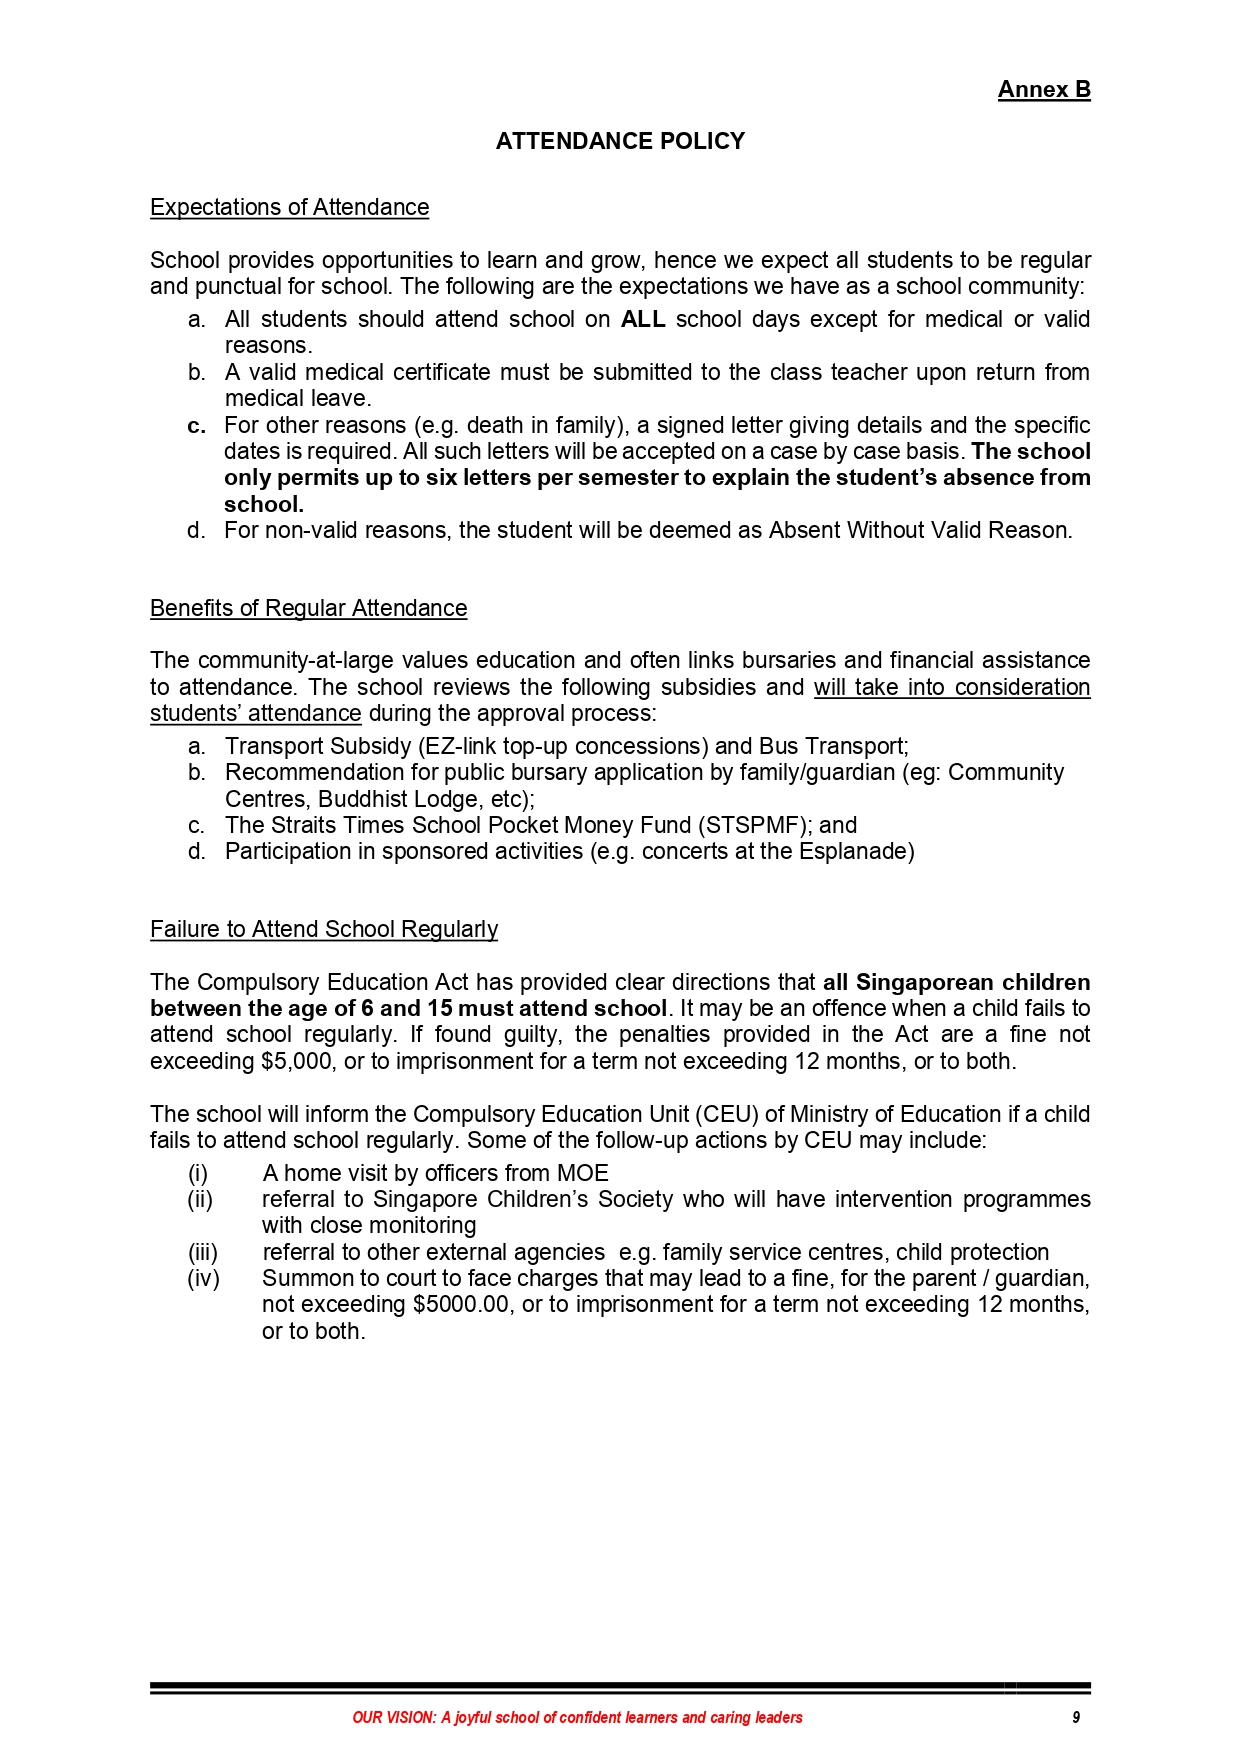 Annex B
ATTENDANCE POLICY
Expectations of Attendance
School provides opportunities to learn and grow, hence we expect all students to be regular
and punctual for school. The following are the expectations we have as a school community:
a. All students should attend school on ALL school days except for medical or valid
reasons.
b. A valid medical certificate must be submitted to the class teacher upon return from
medical leave.
c. For other reasons (e.g. death in family), a signed letter giving details and the specific
dates is required. All such letters will be accepted on a case by case basis. The school
only permits up to six letters per semester to explain the student’s absence from
school.
d. For non-valid reasons, the student will be deemed as Absent Without Valid Reason.
Benefits of Regular Attendance
The community-at-large values education and often links bursaries and financial assistance
to attendance. The school reviews the following subsidies and will take into consideration
students’ attendance during the approval process:
a. Transport Subsidy (EZ-link top-up concessions) and Bus Transport;
b. Recommendation for public bursary application by family/guardian (eg: Community
Centres, Buddhist Lodge, etc);
c. The Straits Times School Pocket Money Fund (STSPMF); and
d. Participation in sponsored activities (e.g. concerts at the Esplanade)
Failure to Attend School Regularly
The Compulsory Education Act has provided clear directions that all Singaporean children
between the age of 6 and 15 must attend school. It may be an offence when a child fails to
attend school regularly. If found guilty, the penalties provided in the Act are a fine not
exceeding $5,000, or to imprisonment for a term not exceeding 12 months, or to both.
The school will inform the Compulsory Education Unit (CEU) of Ministry of Education if a child
fails to attend school regularly. Some of the follow-up actions by CEU may include:
(i) A home visit by officers from MOE
(ii) referral to Singapore Children’s Society who will have intervention programmes
with close monitoring
(iii) referral to other external agencies e.g. family service centres, child protection
(iv) Summon to court to face charges that may lead to a fine, for the parent / guardian,
not exceeding $5000.00, or to imprisonment for a term not exceeding 12 months,
or to both.
OUR VISION: A joyful school of confident learners and caring leaders 9